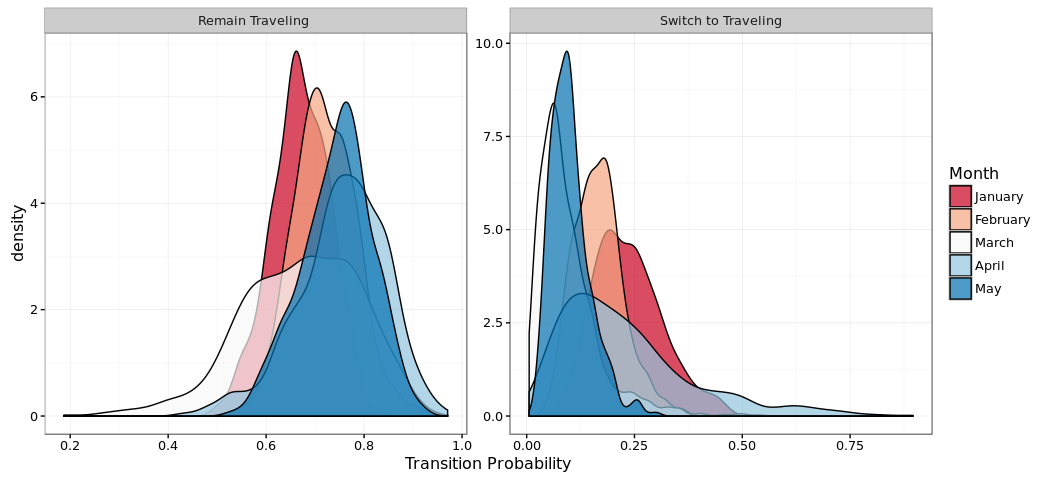 Remain Traveling
Switch to Traveling
density
6
4
2
0
10.0
7.5
5.0
2.5
0.0
0.2 0.4 0.6 0.8 1.0
0.00 0.25 0.50 0.75
Transition Probability
Month
January
February
March
April
May